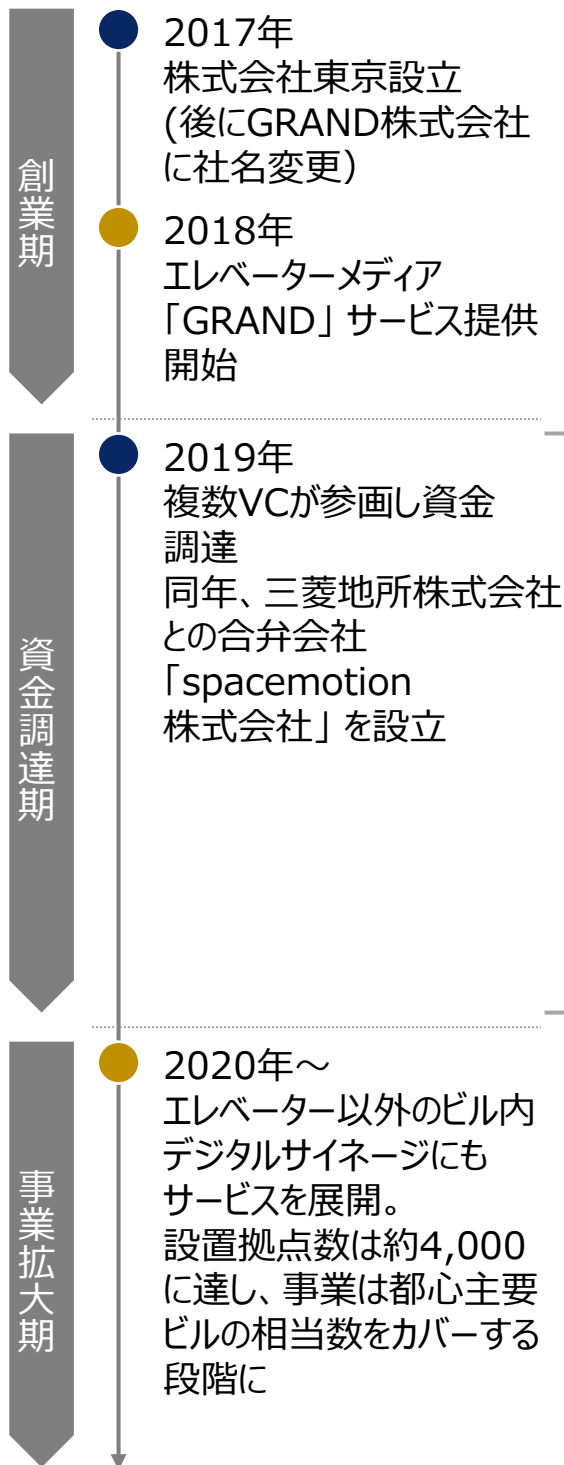 創業期
2017年
株式会社東京設立
(後にGRAND株式会社
に社名変更）
2018年
エレベーターメディア
「GRAND」サービス提供
開始
資金調達期
2019年
複数VCが参画し資金
調達
同年、三菱地所株式会社
との合弁会社
「spacemotion
株式会社」を設立
事業拡大期
2020年～
エレベーター以外のビル内
デジタルサイネージにも
サービスを展開。
設置拠点数は約4,000
に達し、事業は都心主要
ビルの相当数をカバーする
段階に